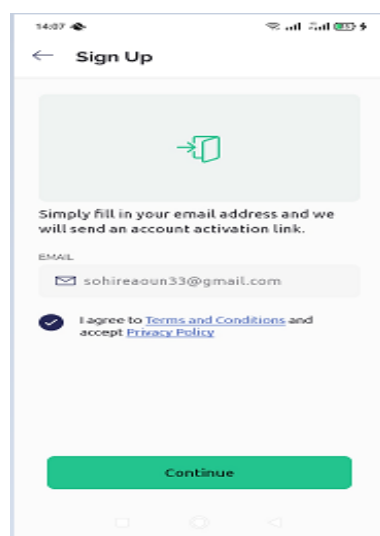 14:07
Sign Up
Simply fill in your email address and we
will send an account activation link.
EMAIL
sohireaoun33@gmail.com
I agree to Terms and Conditions and
accept Privacy Policy
Continue